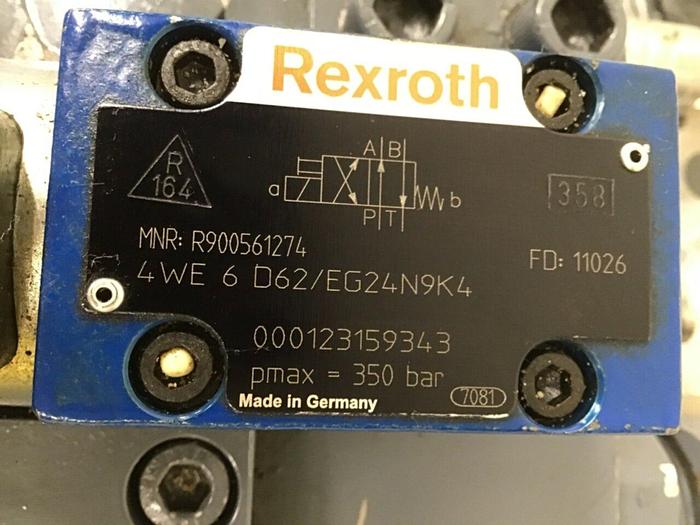 Rexroth
R
164
A B
a
b
P T
358
MNR: R900561274
FD: 11026
4WE 6 D62/EG24N9K4
000123159343
pmax = 350 bar
Made in Germany
7081